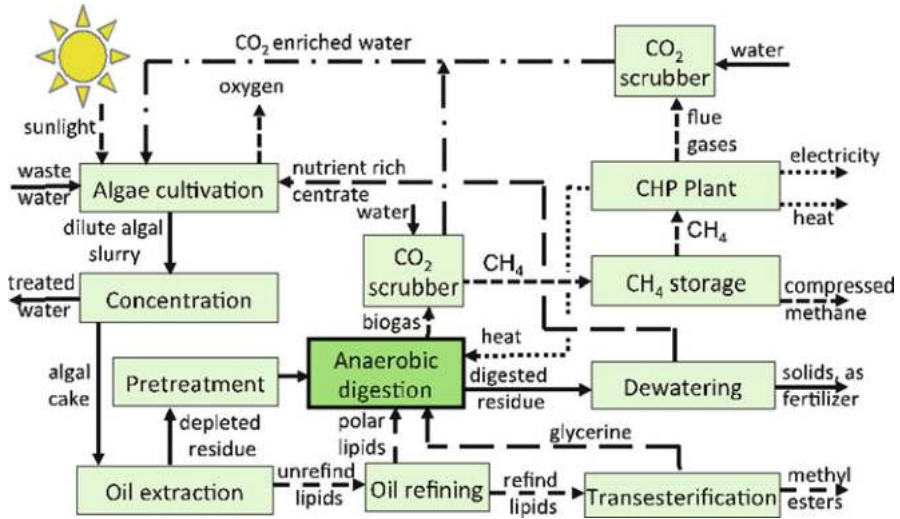 CO2 enriched water
CO2
scrubber
water
oxygen
sunlight
flue
gases
waste
water
Algae cultivation
nutrient rich
centrate
CHP Plant
electricity
heat
water
dilute algal
slurry
CO2
scrubber
CH4
CH4
CH4 storage
compressed
methane
treated
water
Concentration
biogas
heat
algal
cake
Pretreatment
Anaerobic
digestion
digested
residue
Dewatering
solids, as
fertilizer
depleted
residue
polar
lipids
glycerine
Oil extraction
unrefind
lipids
Oil refining
refind
lipids
Transesterification
methyl
esters